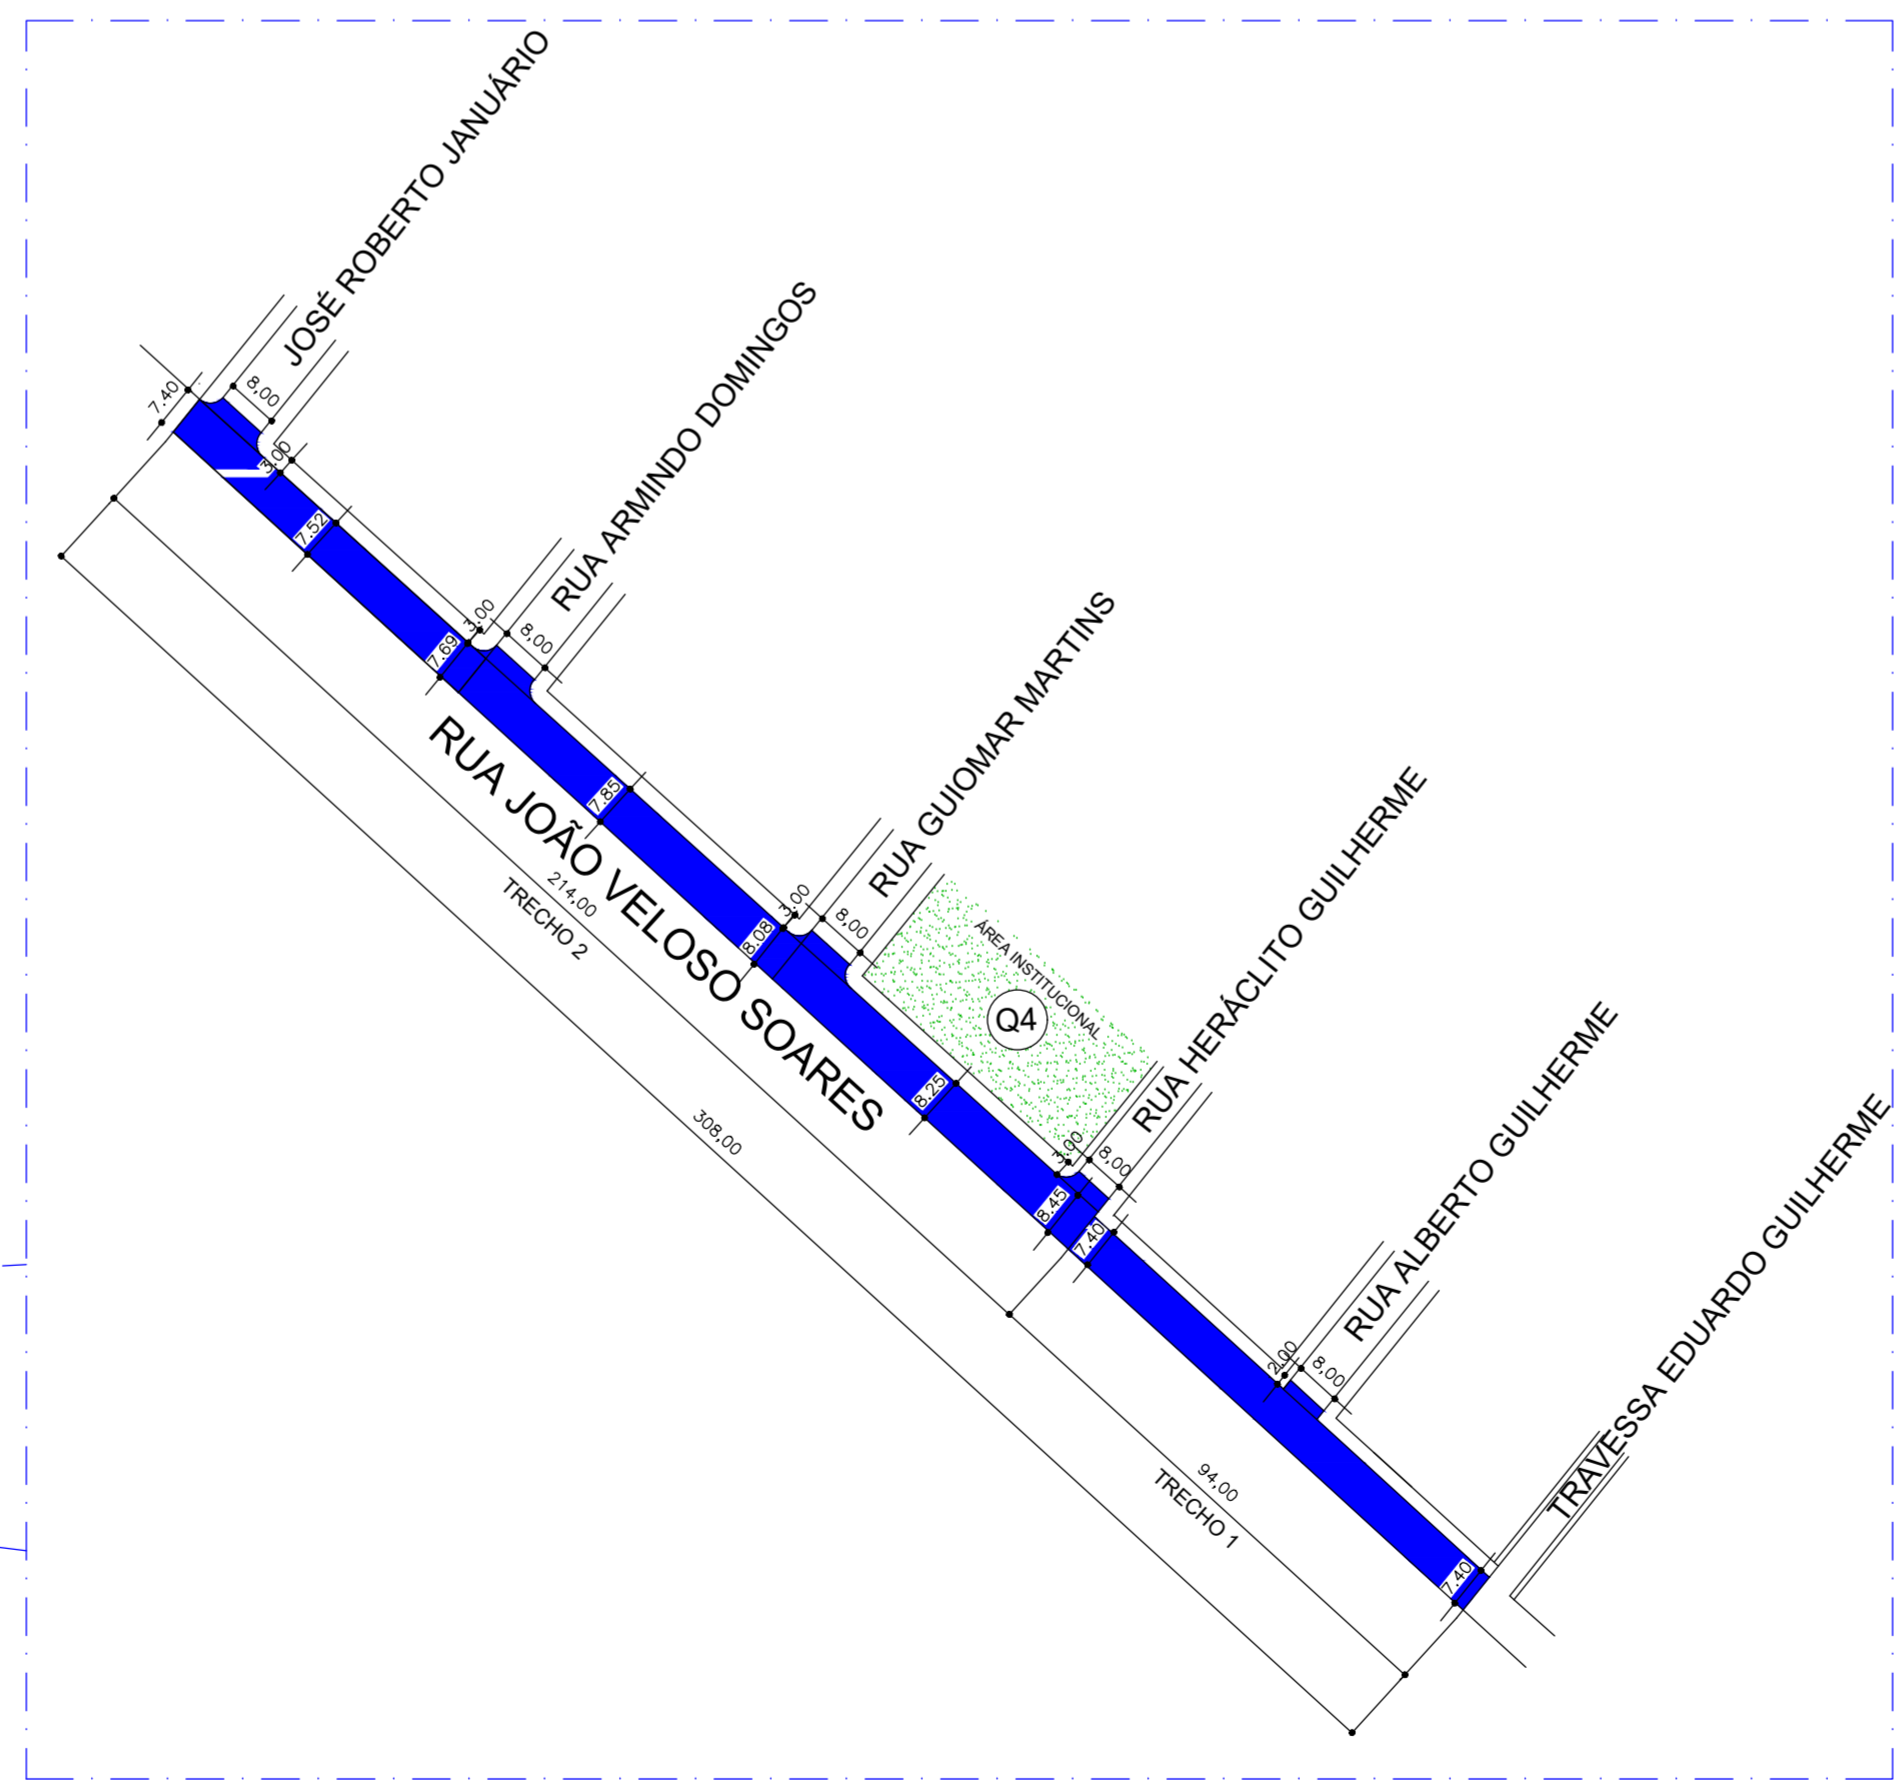 JOSÉ ROBERTO JANUÁRIO
7.40
8,00
3.00
7.52
RUA ARMINDO DOMINGOS
3.00
8,00
7.69
RUA JOÃO VELOSO SOARES
7.85
RUA GUIOMAR MARTINS
3.00
8,00
8.08
214,00
TRECHO 2
ÁREA INSTITUCIONAL
Q4
8.25
308,00
RUA HERÁCLITO GUILHERME
3.00
8,00
8.45
7.40
RUA ALBERTO GUILHERME
2.00
8,00
TRAVESSA EDUARDO GUILHERME
94,00
TRECHO 1
7.40